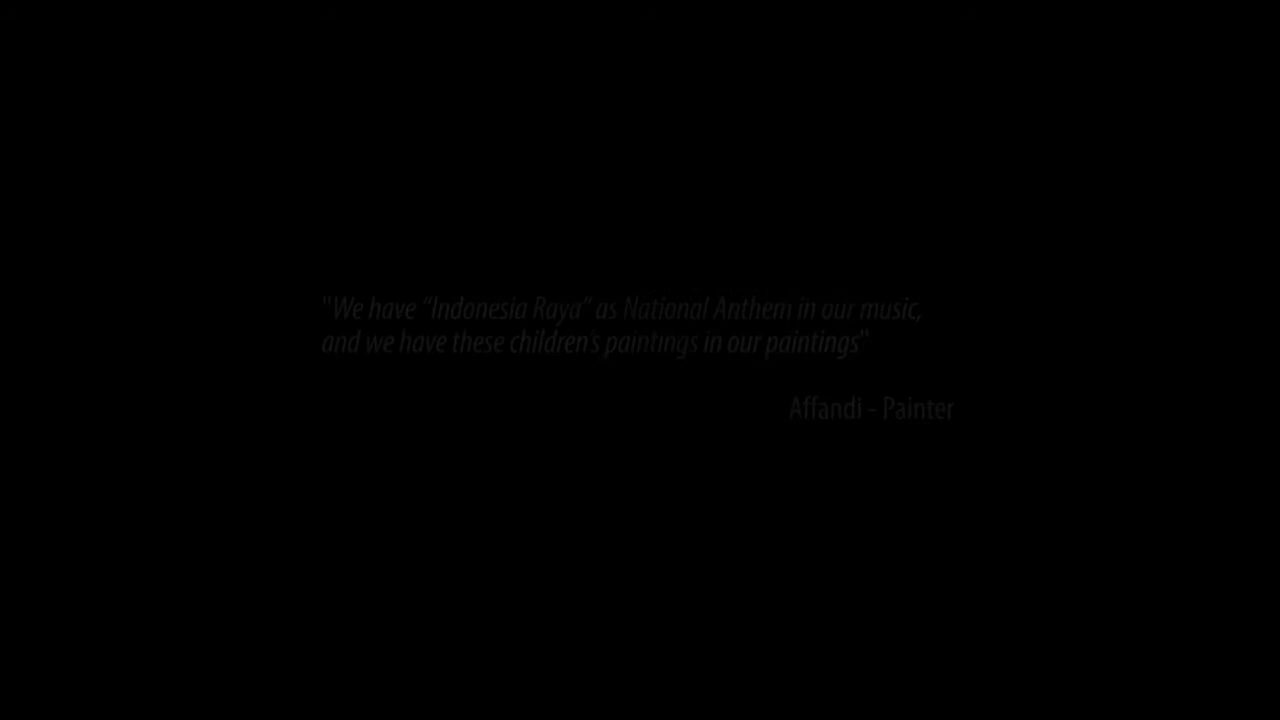 "We have “Indonesia Raya” as National Anthem in our music,
and we have these children's paintings in our paintings"
Affandi - Painter